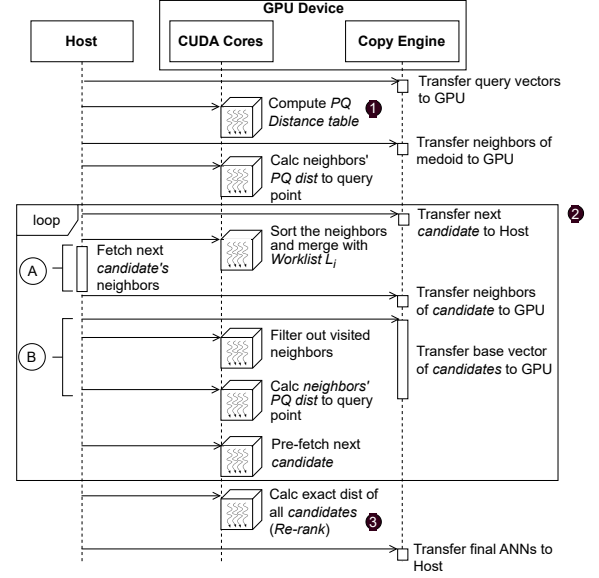 GPU Device
Host
CUDA Cores
Copy Engine
Transfer query vectors
to GPU
Compute PQ
Distance table
1
Transfer neighbors of
medoid to GPU
Calc neighbors'
PQ dist to query
point
loop
Transfer next
candidate to Host
2
Sort the neighbors
and merge with
Worklist Li
A
Fetch next
candidate's
neighbors
Transfer neighbors
of candidate to GPU
B
Filter out visited
neighbors
Transfer base vector
of candidates to GPU
Calc neighbors'
PQ dist to query
point
Pre-fetch next
candidate
Calc exact dist of
all candidates
(Re-rank)
3
Transfer final ANNs to
Host